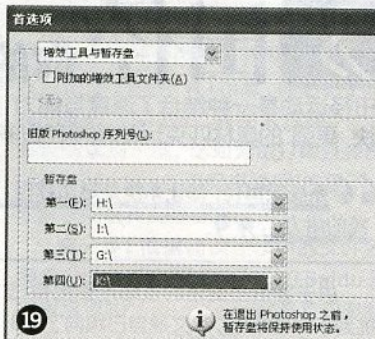 首选项
增效工具与暂存盘
附加的增效工具文件夹(A)
<无>
旧版 Photoshop 序列号(L):
暂存盘
第一(F): H:\
第二(S): I:\
第三(T): G:\
第四(U): K:\
19
在退出 Photoshop 之前,
暂存盘将保持使用状态。